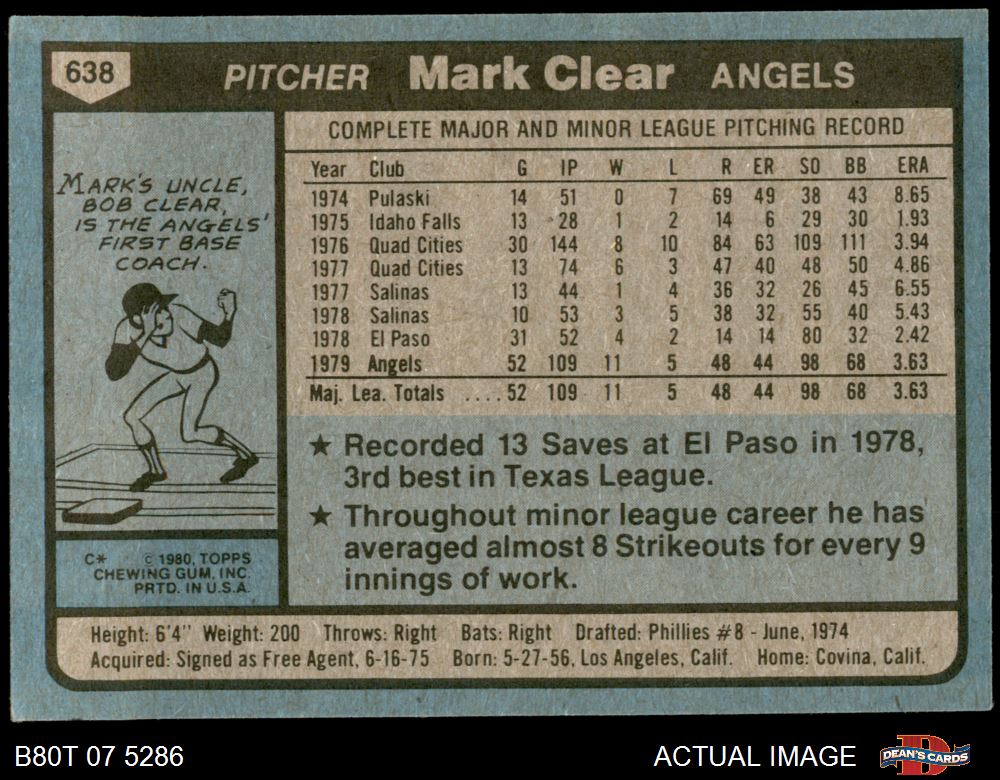 638 PITCHER Mark Clear ANGELS
MARK'S UNCLE,
BOB CLEAR,
IS THE ANGELS'
FIRST BASE
COACH.
C* © 1980, TOPPS
CHEWING GUM, INC.
PRTD. IN U.S.A.
COMPLETE MAJOR AND MINOR LEAGUE PITCHING RECORD
Year Club G IP W L R ER SO BB ERA
1974 Pulaski 14 51 0 7 69 49 38 43 8.65
1975 Idaho Falls 13 28 1 2 14 6 29 30 1.93
1976 Quad Cities 30 144 8 10 84 63 109 111 3.94
1977 Quad Cities 13 74 6 3 47 40 48 50 4.86
1977 Salinas 13 44 1 4 36 32 26 45 6.55
1978 Salinas 10 53 3 5 38 32 55 40 5.43
1978 El Paso 31 52 4 2 14 14 80 32 2.42
1979 Angels 52 109 11 5 48 44 98 68 3.63
Maj. Lea. Totals ....52 109 11 5 48 44 98 68 3.63
★ Recorded 13 Saves at El Paso in 1978,
3rd best in Texas League.
★ Throughout minor league career he has
averaged almost 8 Strikeouts for every 9
innings of work.
Height: 6'4" Weight: 200 Throws: Right Bats: Right Drafted: Phillies #8 - June, 1974
Acquired: Signed as Free Agent, 6-16-75 Born: 5-27-56, Los Angeles, Calif. Home: Covina, Calif.
B80T 07 5286 ACTUAL IMAGE DEAN'S CARDS